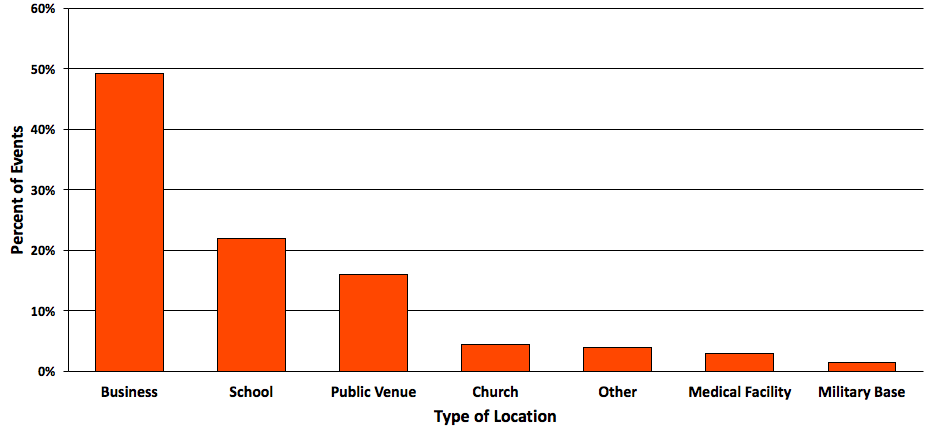 60%
50%
40%
30%
20%
10%
0%
Percent of Events
Business School Public Venue Church Other Medical Facility Military Base
Type of Location